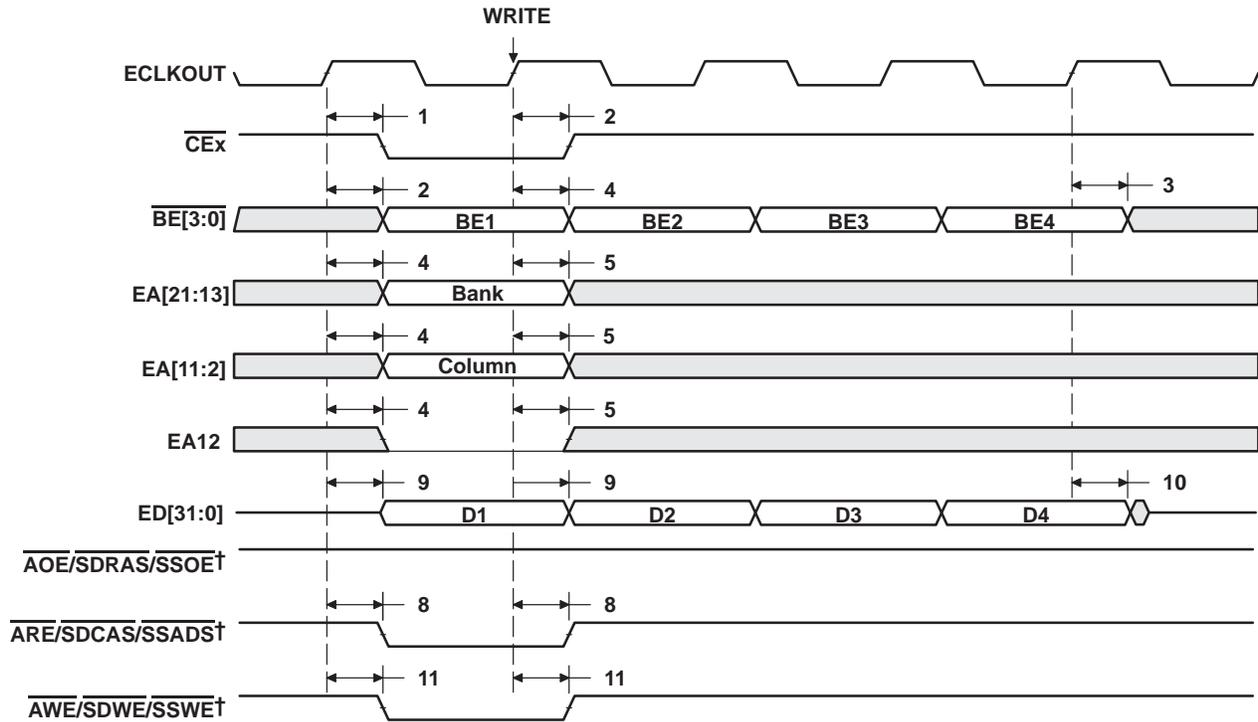 WRITE
ECLKOUT
1 2
CEx
2 4 3
BE[3:0] BE1 BE2 BE3 BE4
4 5
EA[21:13] Bank
4 5
EA[11:2] Column
4 5
EA12
9 9 10
ED[31:0] D1 D2 D3 D4
AOE/SDRAS/SSOE†
8 8
ARE/SDCAS/SSADS†
11 11
AWE/SDWE/SSWE†